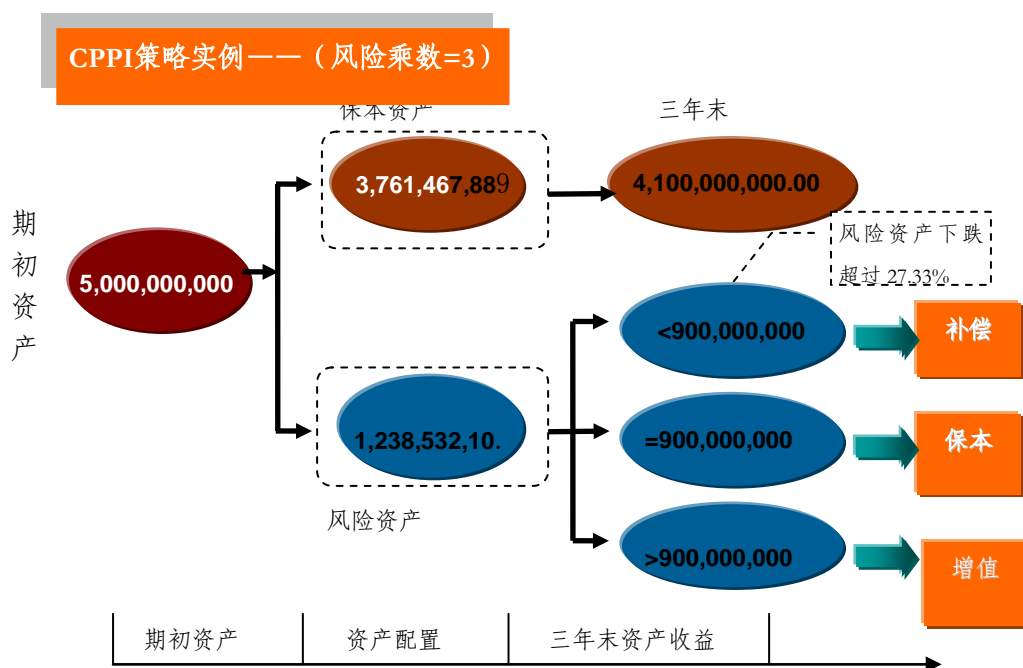 CPPI策略实例——（风险乘数=3）
保本资产
三年末
3,761,467,889
4,100,000,000.00
风险资产下跌
超过 27.33%
期初资产
5,000,000,000
<900,000,000
补偿
1,238,532,10.
=900,000,000
保本
风险资产
>900,000,000
增值
期初资产
资产配置
三年末资产收益